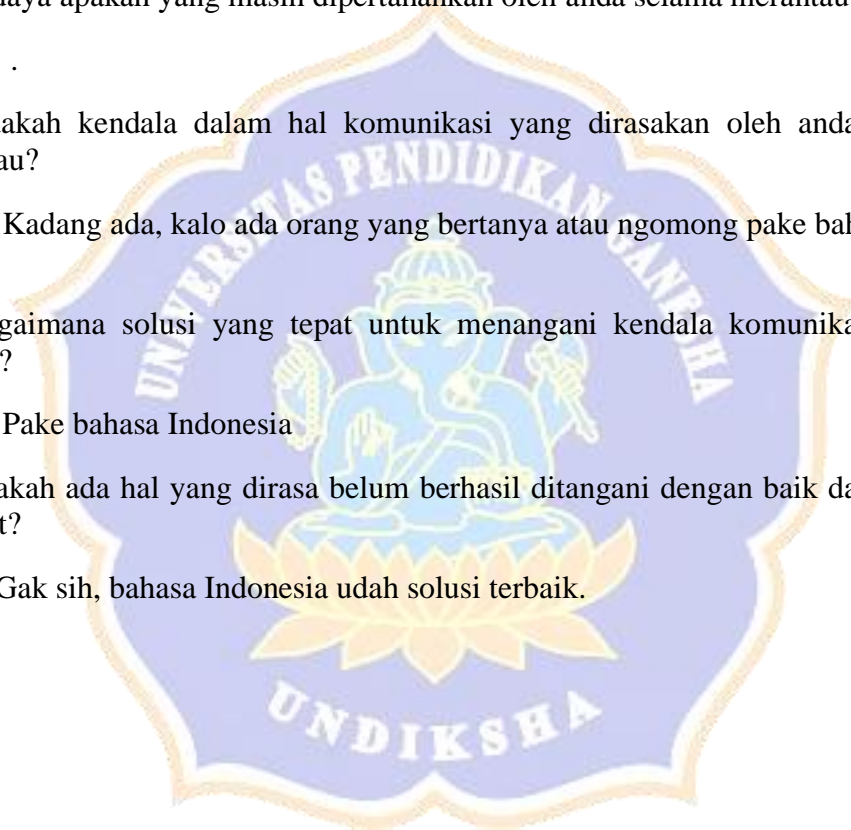 daya apakah yang masih dipertahankan oleh anda selama merantau
.
dakah kendala dalam hal komunikasi yang dirasakan oleh anda
au?
Kadang ada, kalo ada orang yang bertanya atau ngomong pake bah
gaimana solusi yang tepat untuk menangani kendala komunika
?
Pake bahasa Indonesia
akah ada hal yang dirasa belum berhasil ditangani dengan baik da
t?
Gak sih, bahasa Indonesia udah solusi terbaik.
UNIVERSITAS PENDIDIKAN GANESHA
UNDIKSHA